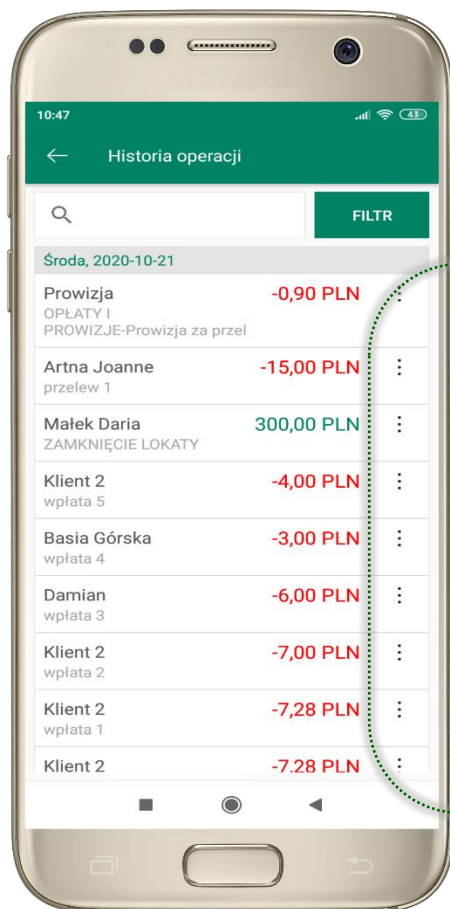 10:47
43
Historia operacji
FILTR
Środa, 2020-10-21
Prowizja -0,90 PLN
OPŁATY I
PROWIZJE-Prowizja za przel
Artna Joanne -15,00 PLN
przelew 1
Małek Daria 300,00 PLN
ZAMKNIĘCIE LOKATY
Klient 2 -4,00 PLN
wpłata 5
Basia Górska -3,00 PLN
wpłata 4
Damian -6,00 PLN
wpłata 3
Klient 2 -7,00 PLN
wpłata 2
Klient 2 -7,28 PLN
wpłata 1
Klient 2 -7,28 PLN